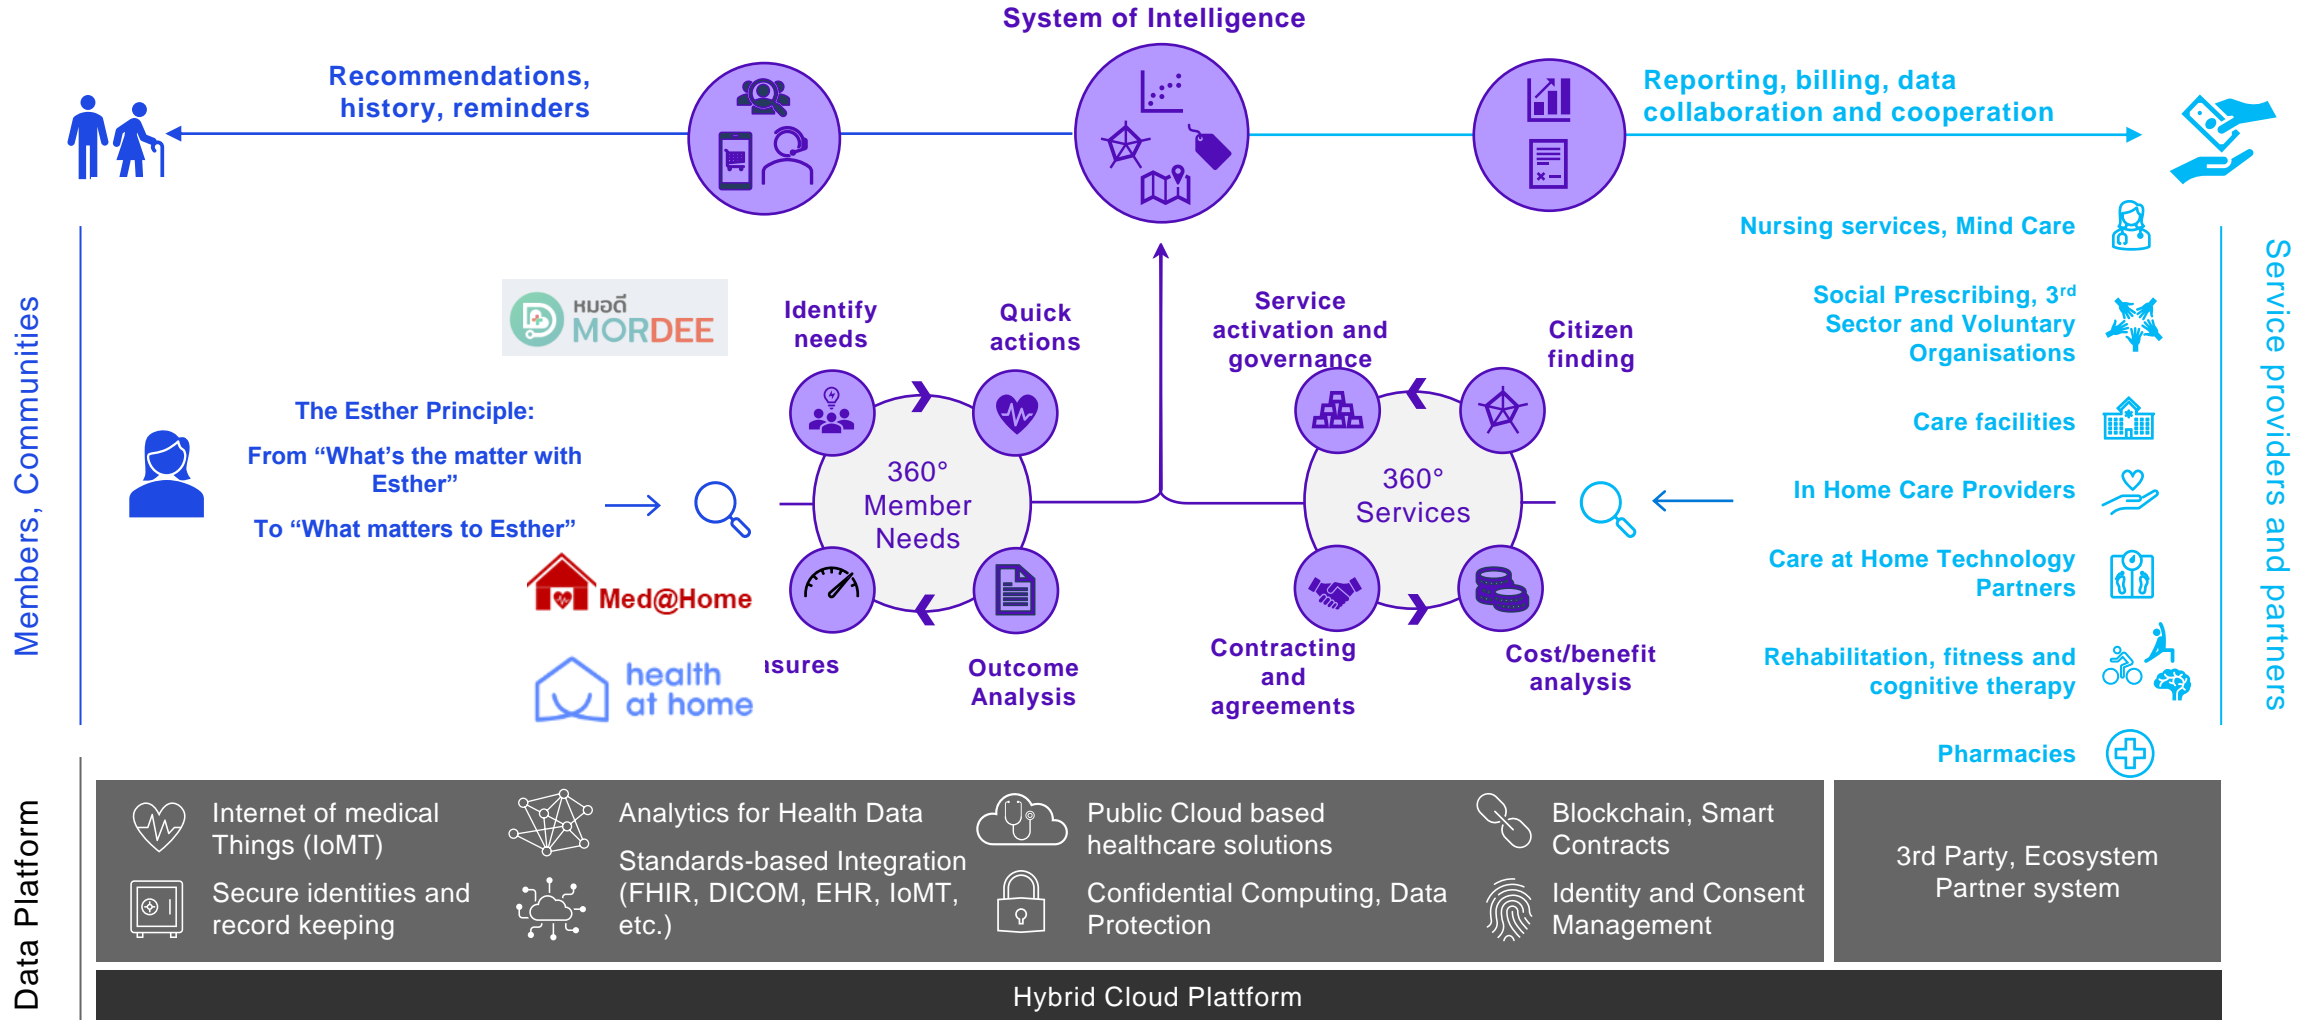 System of Intelligence
Recommendations,
history, reminders
Reporting, billing, data
collaboration and cooperation
Members, Communities
หมอดี
MORDEE
The Esther Principle:
From “What’s the matter with
Esther”
To “What matters to Esther”
Med@Home
health
at home
Identify
needs
Quick
actions
360°
Member
Needs
Outcome
Analysis
Service
activation and
governance
Citizen
finding
360°
Services
Contracting
and
agreements
Cost/benefit
analysis
Nursing services, Mind Care
Social Prescribing, 3rd
Sector and Voluntary
Organisations
Care facilities
In Home Care Providers
Care at Home Technology
Partners
Rehabilitation, fitness and
cognitive therapy
Pharmacies
Service providers and partners
Data Platform
Internet of medical
Things (IoMT)
Secure identities and
record keeping
Analytics for Health Data
Standards-based Integration
(FHIR, DICOM, EHR, IoMT,
etc.)
Public Cloud based
healthcare solutions
Confidential Computing, Data
Protection
Blockchain, Smart
Contracts
Identity and Consent
Management
3rd Party, Ecosystem
Partner system
Hybrid Cloud Plattform